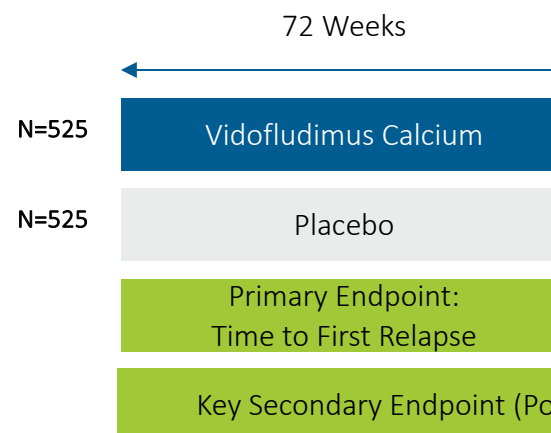 72 Weeks
N=525
Vidofludimus Calcium
N=525
Placebo
Primary Endpoint:
Time to First Relapse
Key Secondary Endpoint (Po